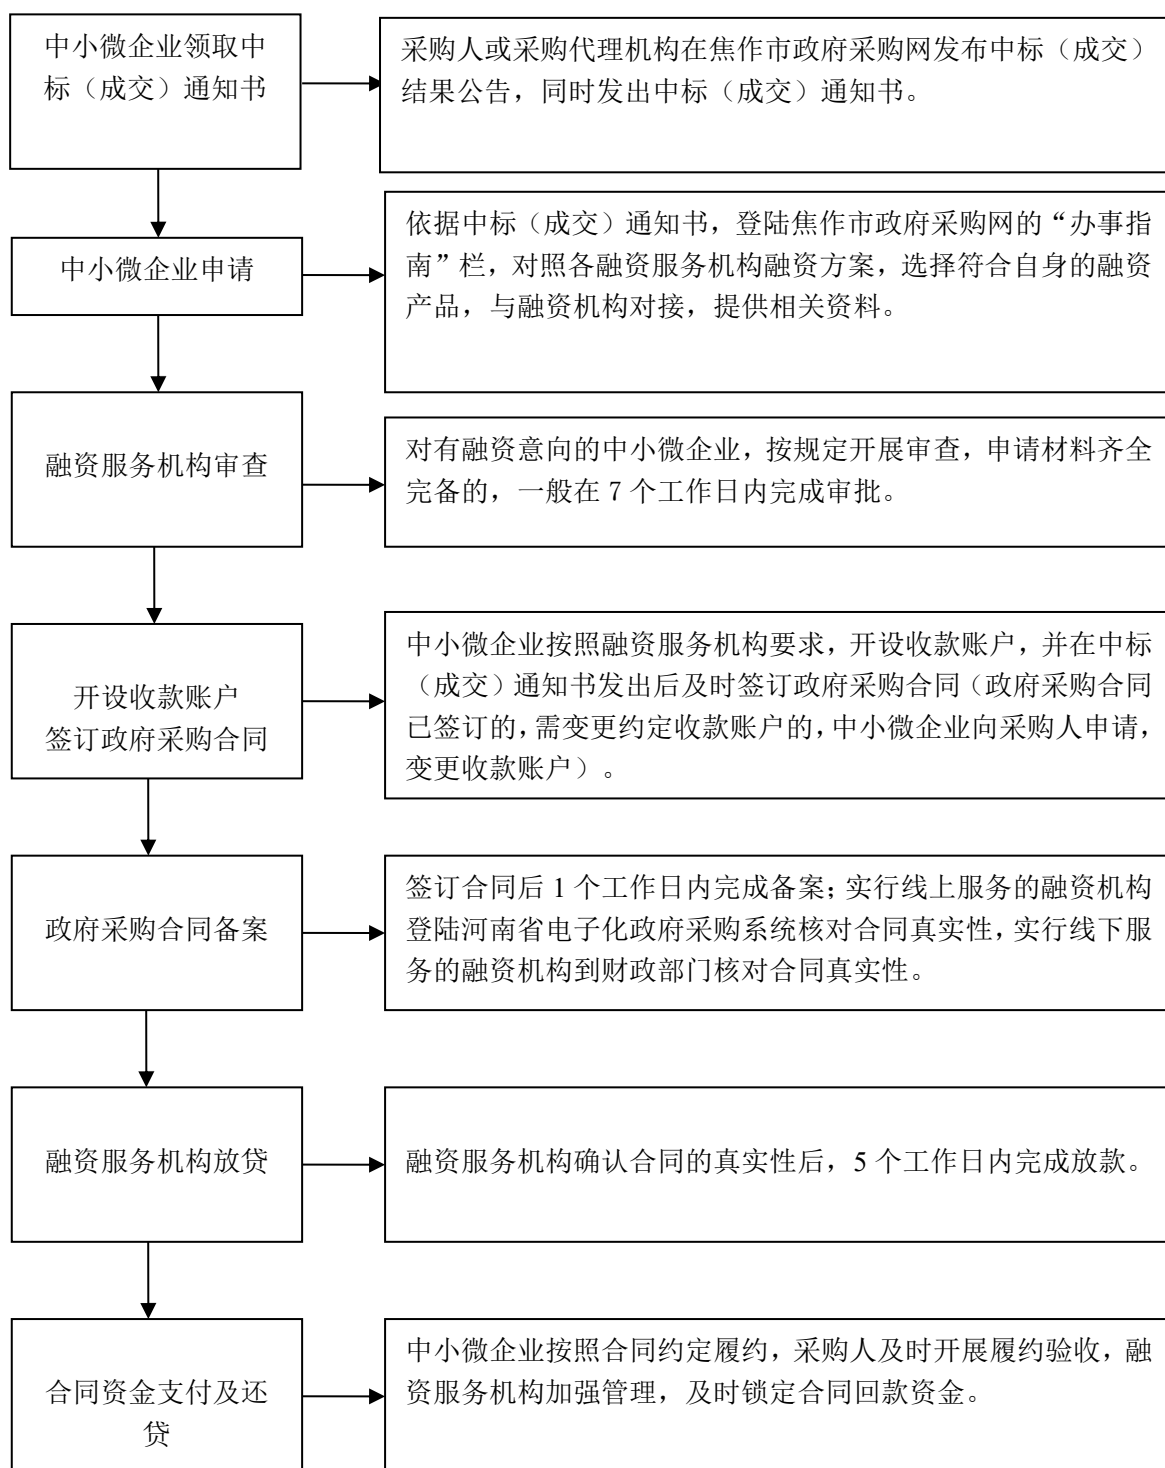 中小微企业领取中
标（成交）通知书
采购人或采购代理机构在焦作市政府采购网发布中标（成交）
结果公告，同时发出中标（成交）通知书。
中小微企业申请
依据中标（成交）通知书，登陆焦作市政府采购网的“办事指
南”栏，对照各融资服务机构融资方案，选择符合自身的融资
产品，与融资机构对接，提供相关资料。
融资服务机构审查
对有融资意向的中小微企业，按规定开展审查，申请材料齐全
完备的，一般在 7 个工作日内完成审批。
开设收款账户
签订政府采购合同
中小微企业按照融资服务机构要求，开设收款账户，并在中标
（成交）通知书发出后及时签订政府采购合同（政府采购合同
已签订的，需变更约定收款账户的，中小微企业向采购人申请，
变更收款账户）。
政府采购合同备案
签订合同后 1 个工作日内完成备案；实行线上服务的融资机构
登陆河南省电子化政府采购系统核对合同真实性，实行线下服
务的融资机构到财政部门核对合同真实性。
融资服务机构放贷
融资服务机构确认合同的真实性后，5 个工作日内完成放款。
合同资金支付及还
贷
中小微企业按照合同约定履约，采购人及时开展履约验收，融
资服务机构加强管理，及时锁定合同回款资金。